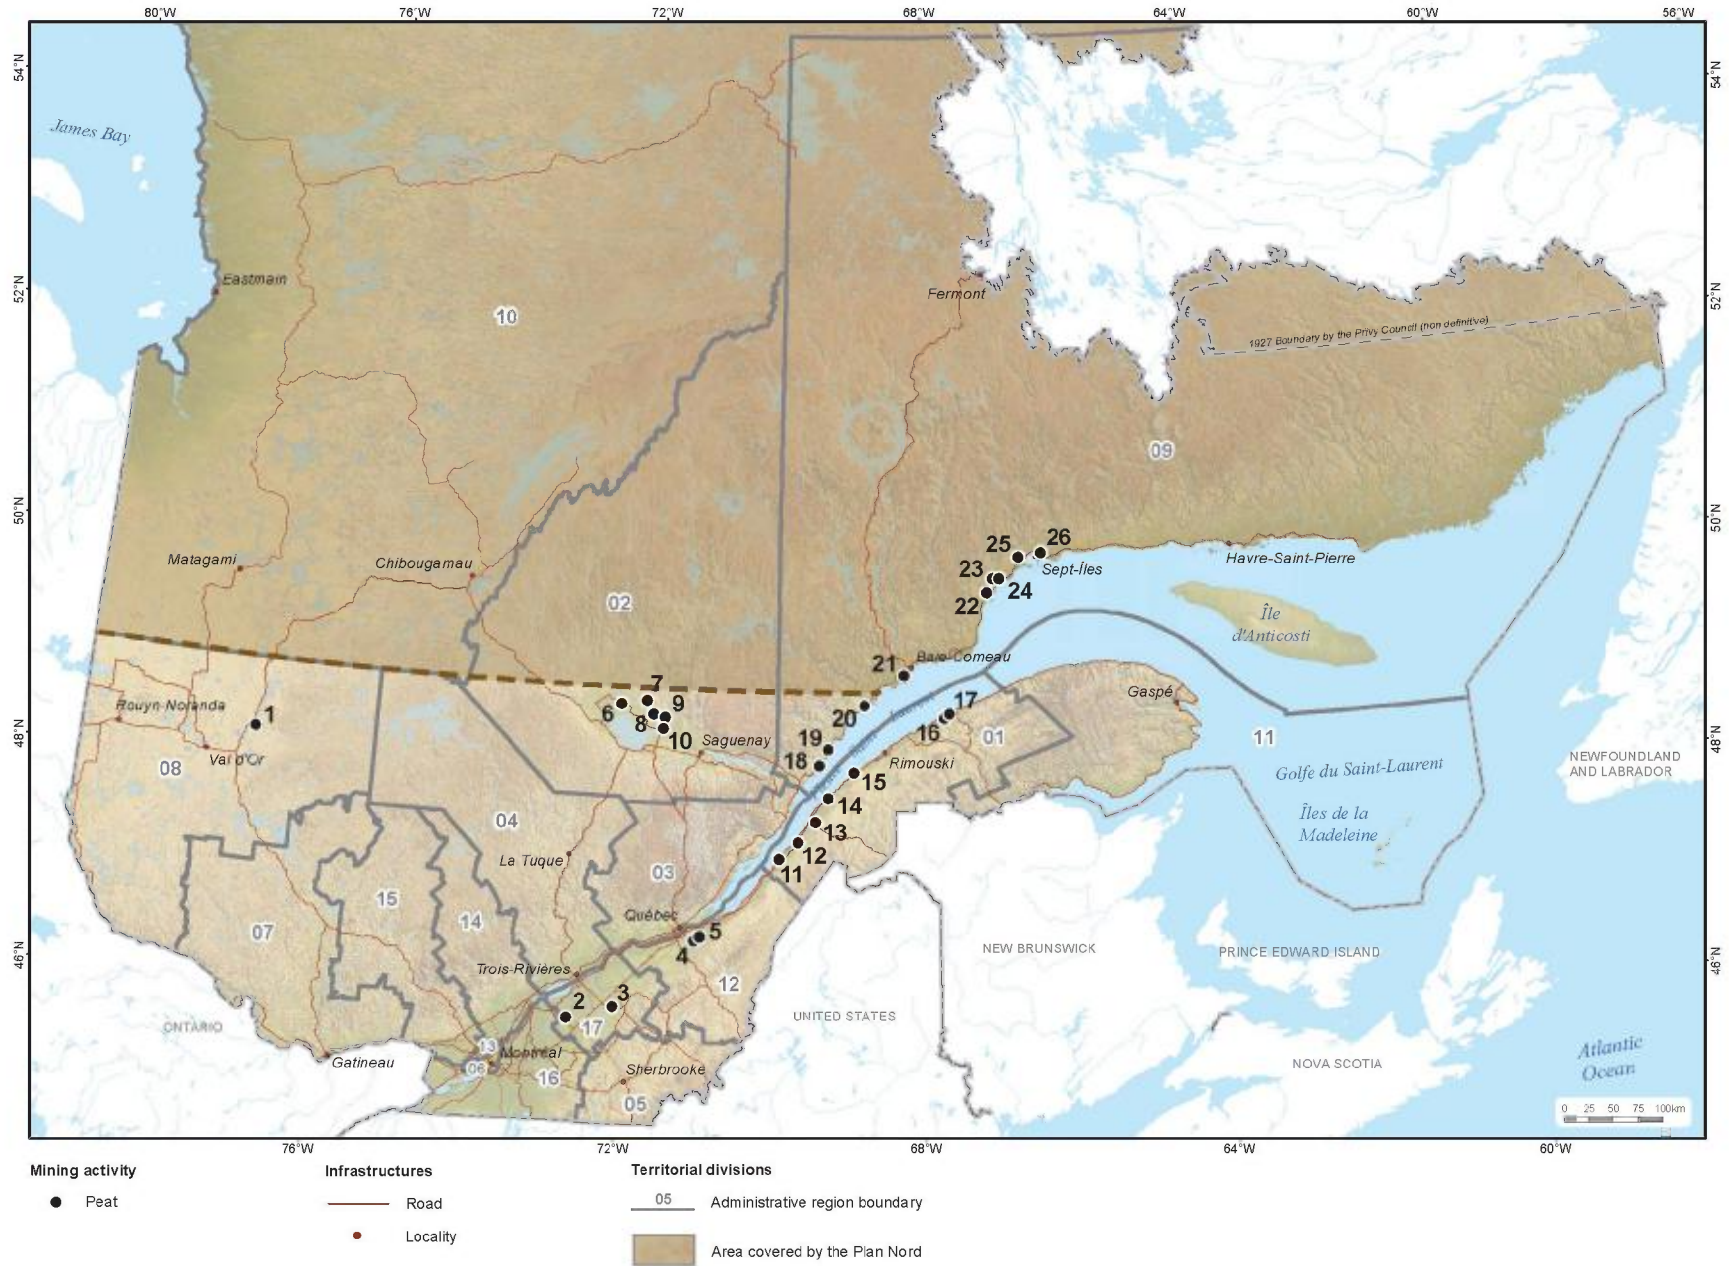 80°W 76°W 72°W 68°W 64°W 60°W 56°W
54°N 54°N
James Bay
Eastmain
52°N 52°N
Fermont
10
1927 Boundary by the Privy Council (non definitive)
09
50°N 50°N
Matagami
Chibougamau
25 26
Sept-Îles
Havre-Saint-Pierre
23 24
22
02
Île
d'Anticosti
21 Baie-Comeau
Rouyn-Noranda
1
7
6 9
8
10
Saguenay
Gaspé
17
16
20
19
18
01
11
48°N 48°N
Val d'Or
08
Rimouski
15
Golfe du Saint-Laurent
NEWFOUNDLAND
AND LABRADOR
14
13
12
11
Îles de la
Madeleine
04
La Tuque
03
15
14
07
Québec
5
4
46°N 46°N
Trois-Rivières
NEW BRUNSWICK
PRINCE EDWARD ISLAND
12
2 3
17
UNITED STATES
ONTARIO
13
Montréal
06
Gatineau
16
Sherbrooke
05
NOVA SCOTIA
Atlantic
Ocean
0 25 50 75 100km
76°W 72°W 68°W 64°W 60°W
Mining activity
Peat
Infrastructures
Road
Locality
Territorial divisions
05 Administrative region boundary
Area covered by the Plan Nord